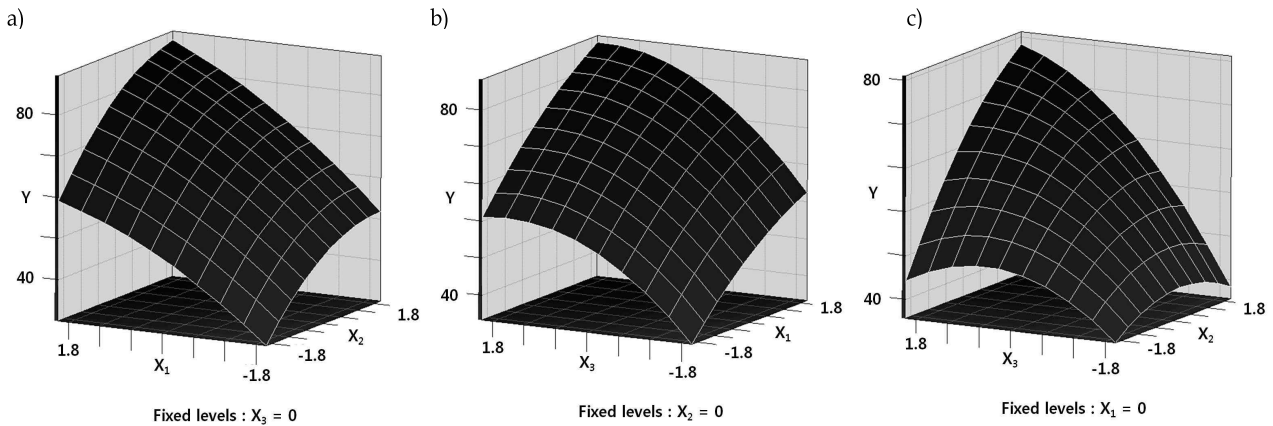 a)
80
Y
40
1.8
X₁
-1.8
-1.8
X₂
1.8
Fixed levels : X₃ = 0
b)
80
Y
40
1.8
X₃
-1.8
-1.8
X₁
1.8
Fixed levels : X₂ = 0
c)
80
Y
40
1.8
X₃
-1.8
-1.8
X₂
1.8
Fixed levels : X₁ = 0